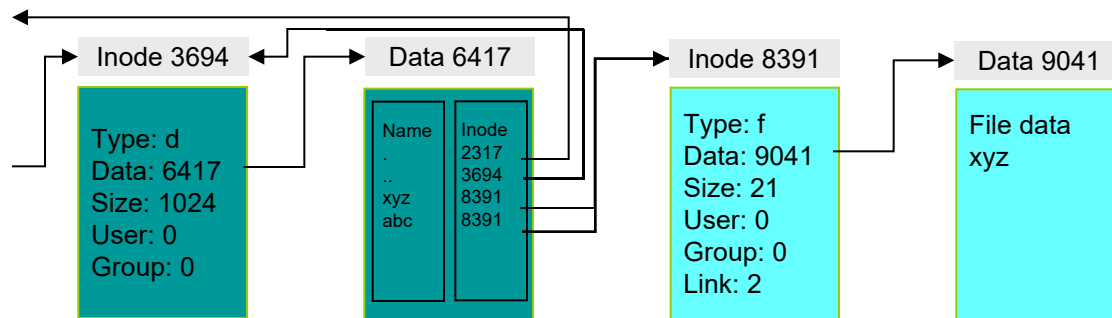 Inode 3694
Data 6417
Inode 8391
Data 9041
Type: d
Data: 6417
Size: 1024
User: 0
Group: 0
Name Inode
. 2317
.. 3694
xyz 8391
abc 8391
Type: f
Data: 9041
Size: 21
User: 0
Group: 0
Link: 2
File data
xyz